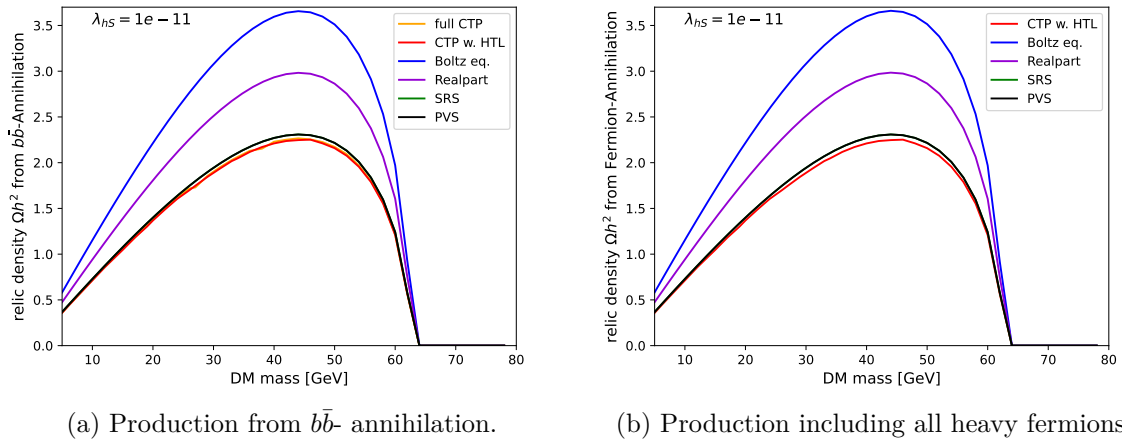 λ_hS = 1e − 11
full CTP
CTP w. HTL
Boltz eq.
Realpart
SRS
PVS
relic density Ωh² from bb̄-Annihilation
3.5
3.0
2.5
2.0
1.5
1.0
0.5
0.0
10 20 30 40 50 60 70 80
DM mass [GeV]
(a) Production from bb̄- annihilation.
λ_hS = 1e − 11
CTP w. HTL
Boltz eq.
Realpart
SRS
PVS
relic density Ωh² from Fermion-Annihilation
3.5
3.0
2.5
2.0
1.5
1.0
0.5
0.0
10 20 30 40 50 60 70 80
DM mass [GeV]
(b) Production including all heavy fermions